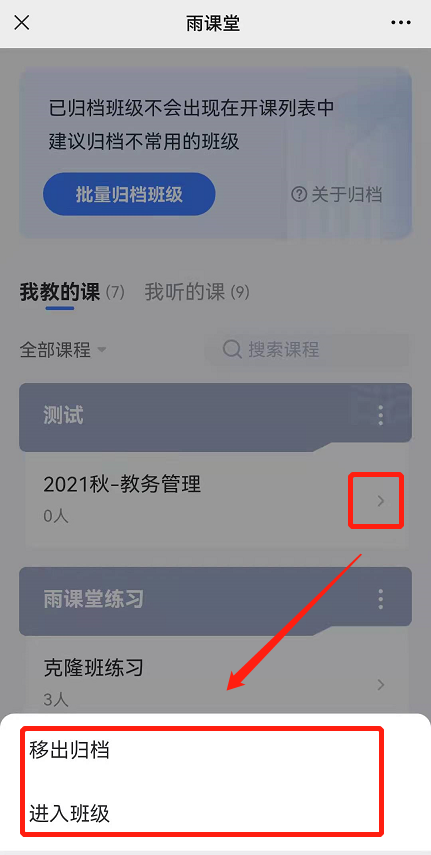 雨课堂
已归档班级不会出现在开课列表中
建议归档不常用的班级
批量归档班级
关于归档
我教的课 (7) 我听的课 (9)
全部课程
搜索课程
测试
2021秋-教务管理
0人
雨课堂练习
克隆班练习
3人
移出归档
进入班级